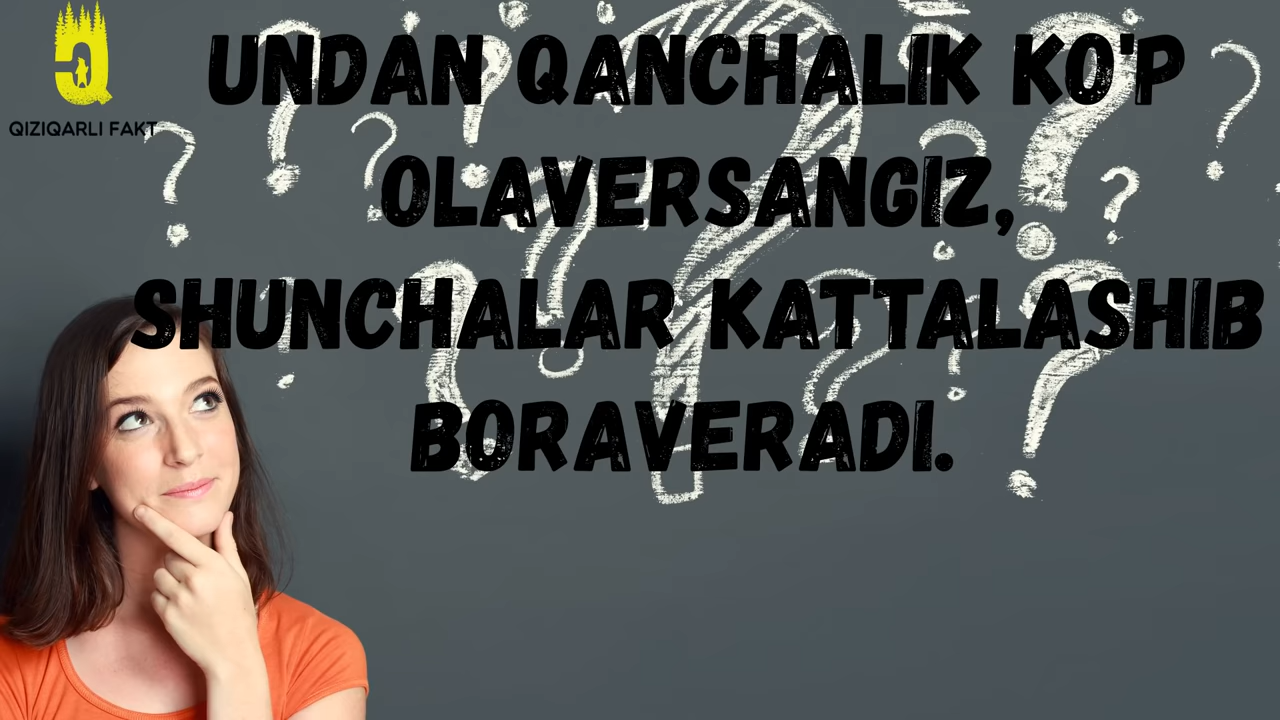 QIZIQARLI FAKT
UNDAN QANCHALIK KO'P
OLAVERSANGIZ,
SHUNCHALAR KATTALASHIB
BORAVERADI.